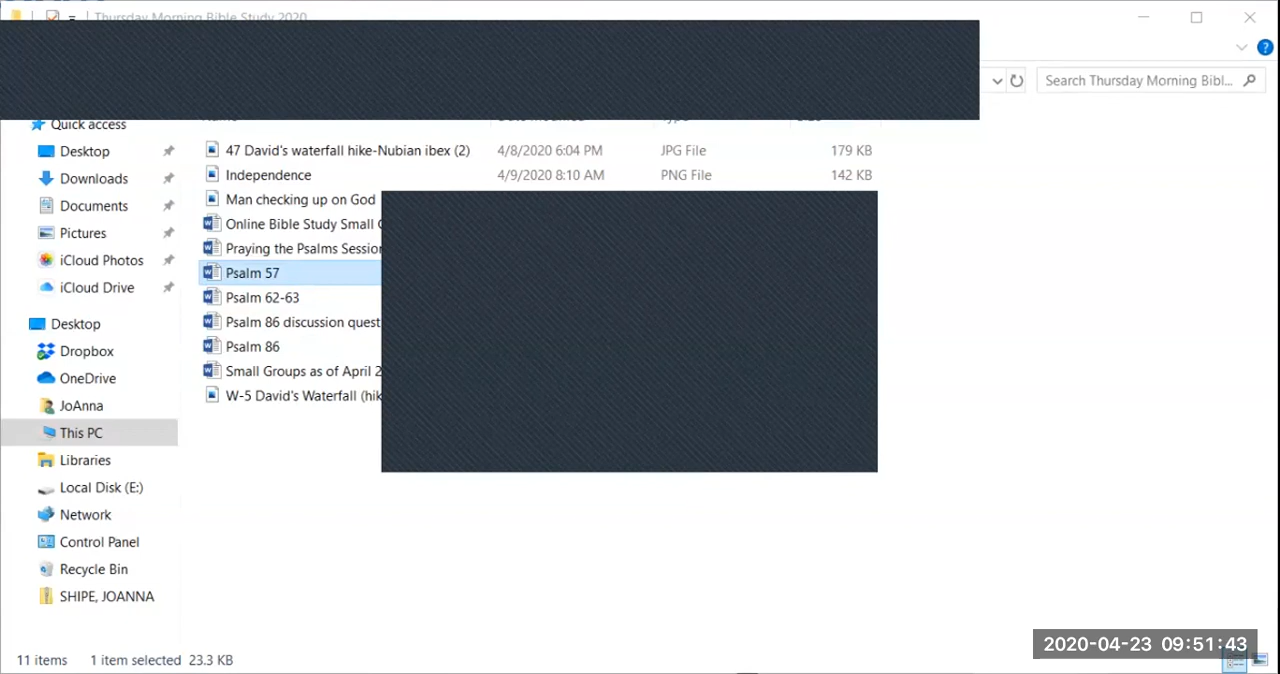 Thursday Morning Bible Study 2020
Search Thursday Morning Bibl...
Quick access
Desktop
Downloads
Documents
Pictures
iCloud Photos
iCloud Drive
Desktop
Dropbox
OneDrive
JoAnna
This PC
Libraries
Local Disk (E:)
Network
Control Panel
Recycle Bin
SHIPE, JOANNA
47 David's waterfall hike-Nubian ibex (2) 4/8/2020 6:04 PM JPG File 179 KB
Independence 4/9/2020 8:10 AM PNG File 142 KB
Man checking up on God
Online Bible Study Small
Praying the Psalms Session
Psalm 57
Psalm 62-63
Psalm 86 discussion quest
Psalm 86
Small Groups as of April 2
W-5 David's Waterfall (hik
2020-04-23 09:51:43
11 items 1 item selected 23.3 KB